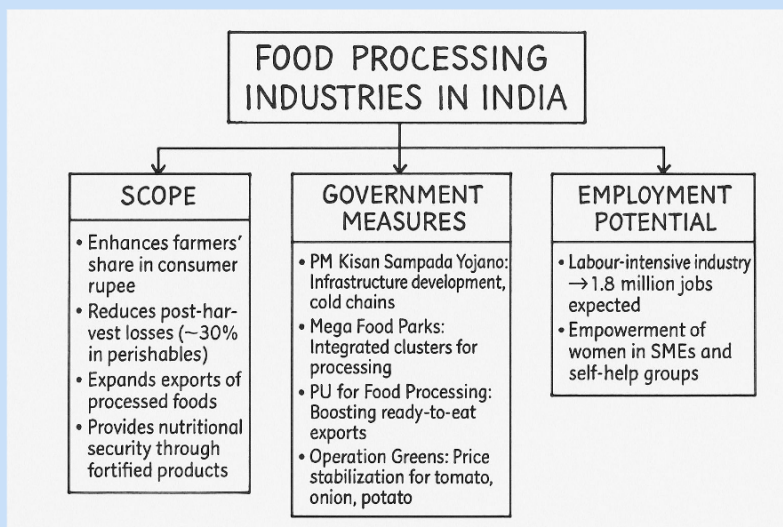 FOOD PROCESSING
INDUSTRIES IN INDIA
SCOPE
• Enhances farmers'
share in consumer
rupee
• Reduces post-har-
vest losses (~30%
in perishables)
• Expands exports of
processed foods
• Provides nutritional
security through
fortified products
GOVERNMENT
MEASURES
• PM Kisan Sampada Yojano:
Infrastructure development,
cold chains
• Mega Food Parks:
Integrated clusters for
processing
• PU for Food Processing:
Boosting ready-to-eat
exports
• Operation Greens: Price
stabilization for tomato,
onion, potato
EMPLOYMENT
POTENTIAL
• Labour-intensive industry
→ 1.8 million jobs
expected
• Empowerment of
women in SMEs and
self-help groups